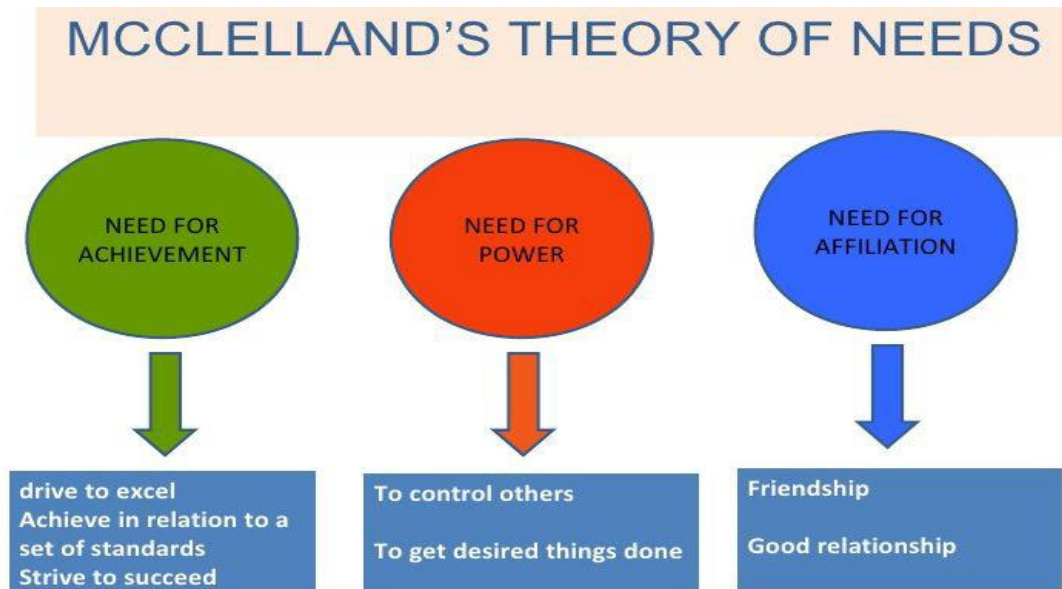 MCCLELLAND'S THEORY OF NEEDS
NEED FOR
ACHIEVEMENT
NEED FOR
POWER
NEED FOR
AFFILIATION
drive to excel
Achieve in relation to a
set of standards
Strive to succeed
To control others
To get desired things done
Friendship
Good relationship